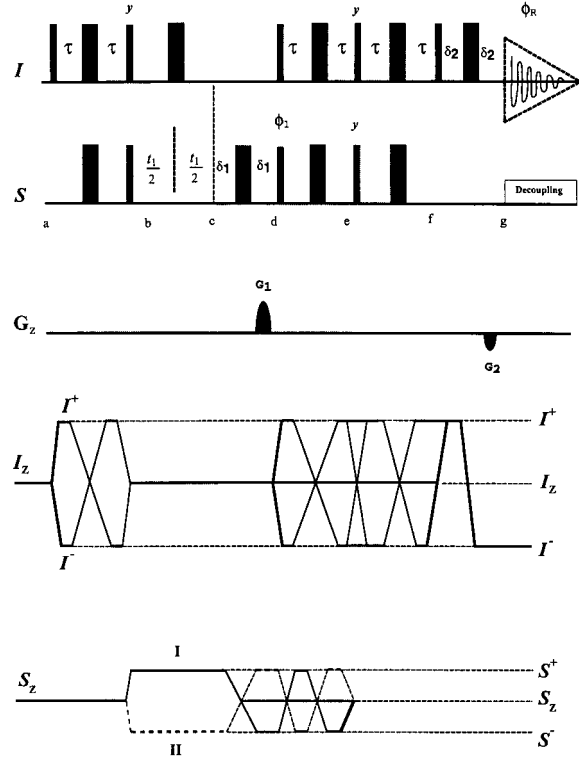 y y ϕR
I τ τ τ τ τ τ δ2 δ2
ϕ1 y
y
S t1/2 t1/2 δ1 δ1 Decoupling
a b c d e f g
G1
Gz
G2
I+ I+
Iz Iz
I- I-
I S+
Sz Sz
II S-